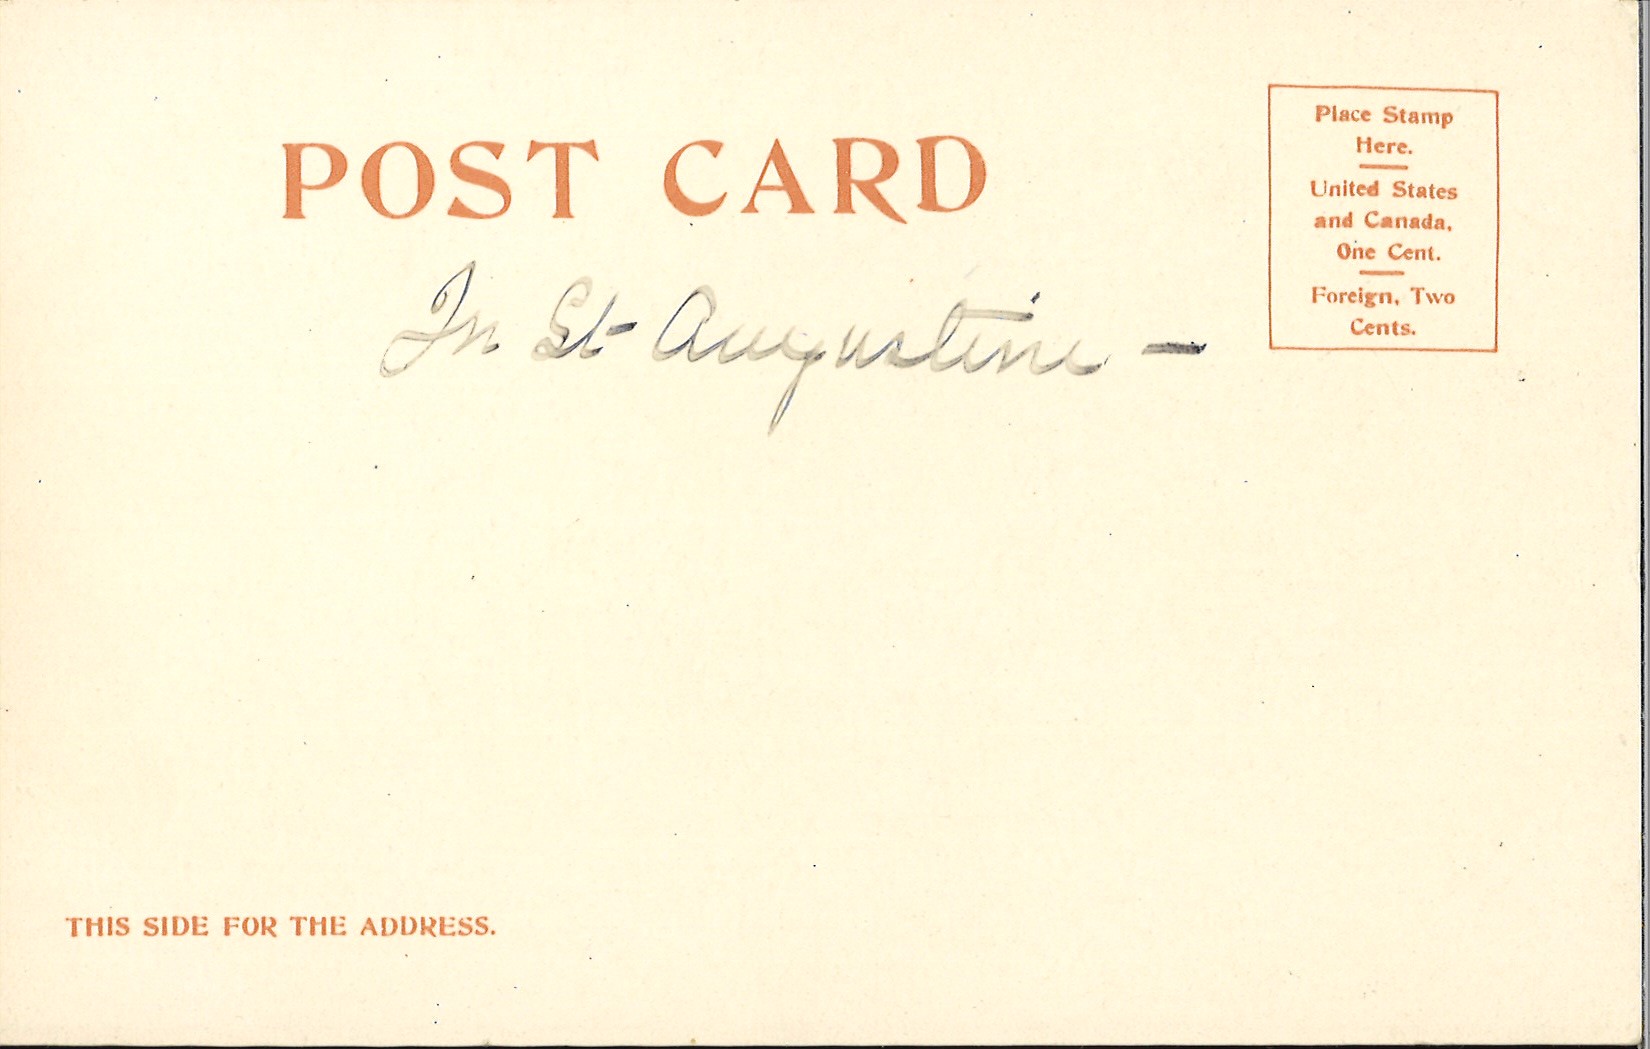 POST CARD
Place Stamp
Here.
United States
and Canada,
One Cent.
Foreign, Two
Cents.
In St Augustine —
THIS SIDE FOR THE ADDRESS.